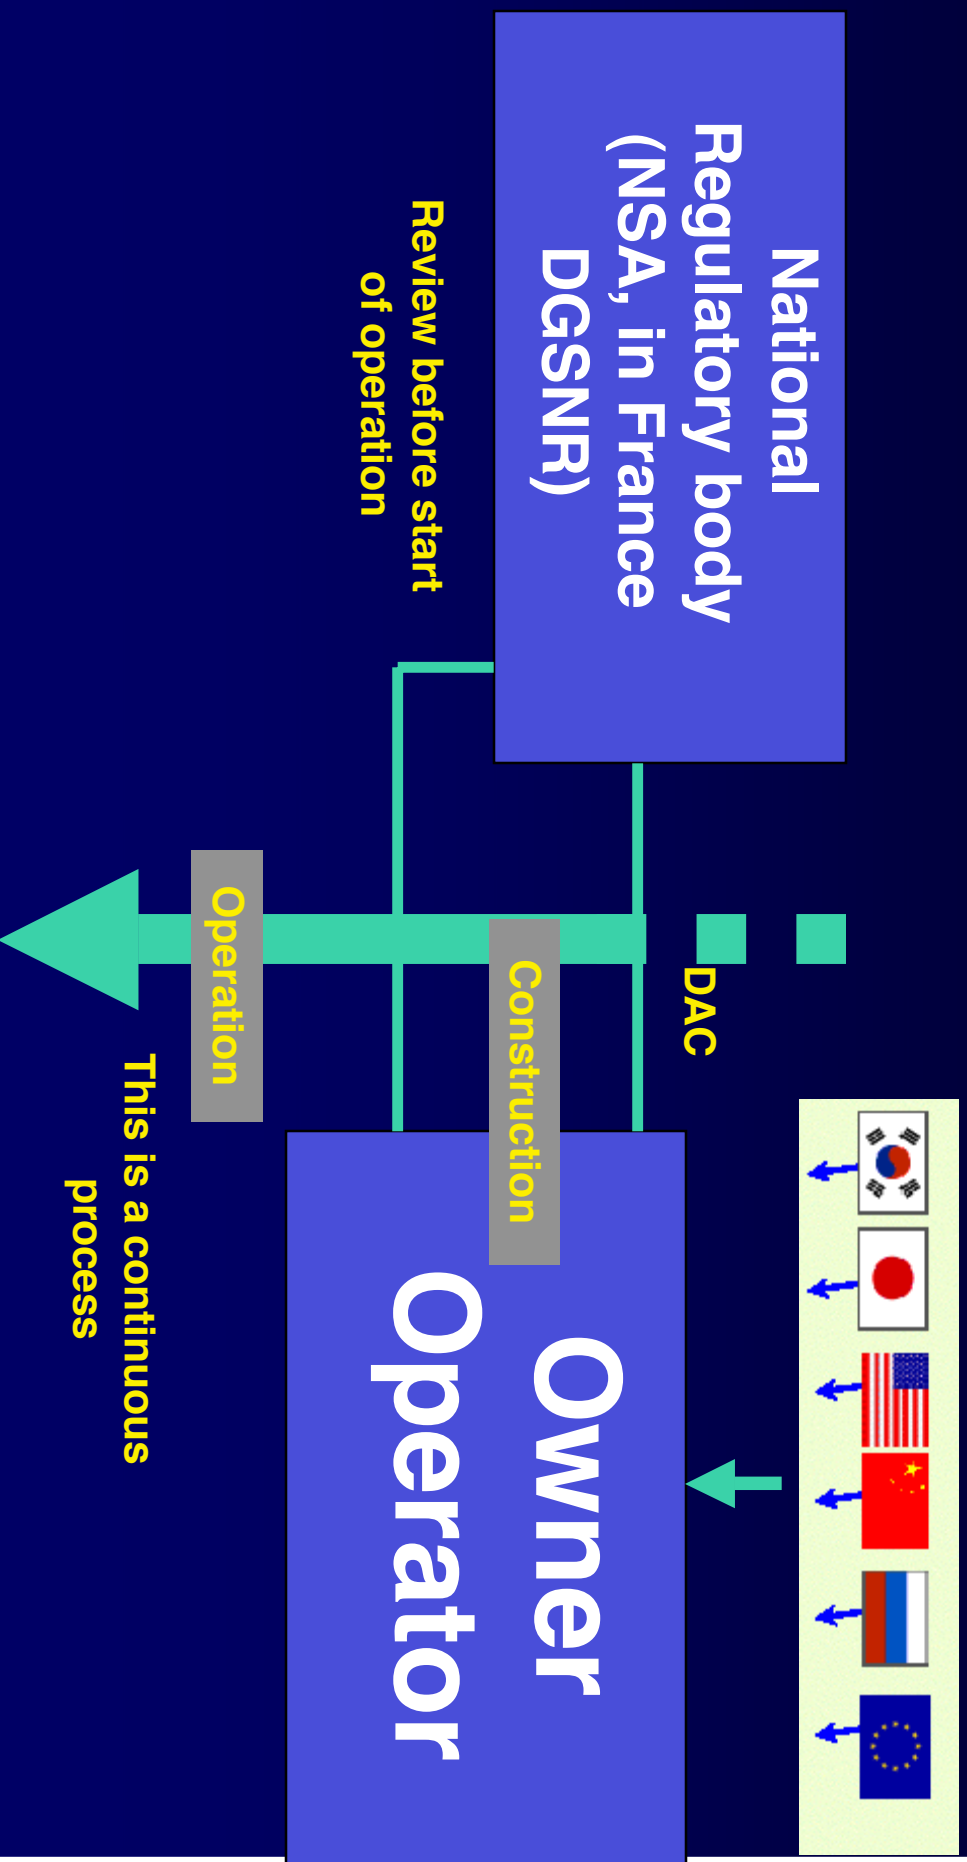 National
Regulatory body
(NSA, in France
DGSNR)
DAC
Owner
Operator
Construction
Review before start
of operation
Operation
This is a continuous
process